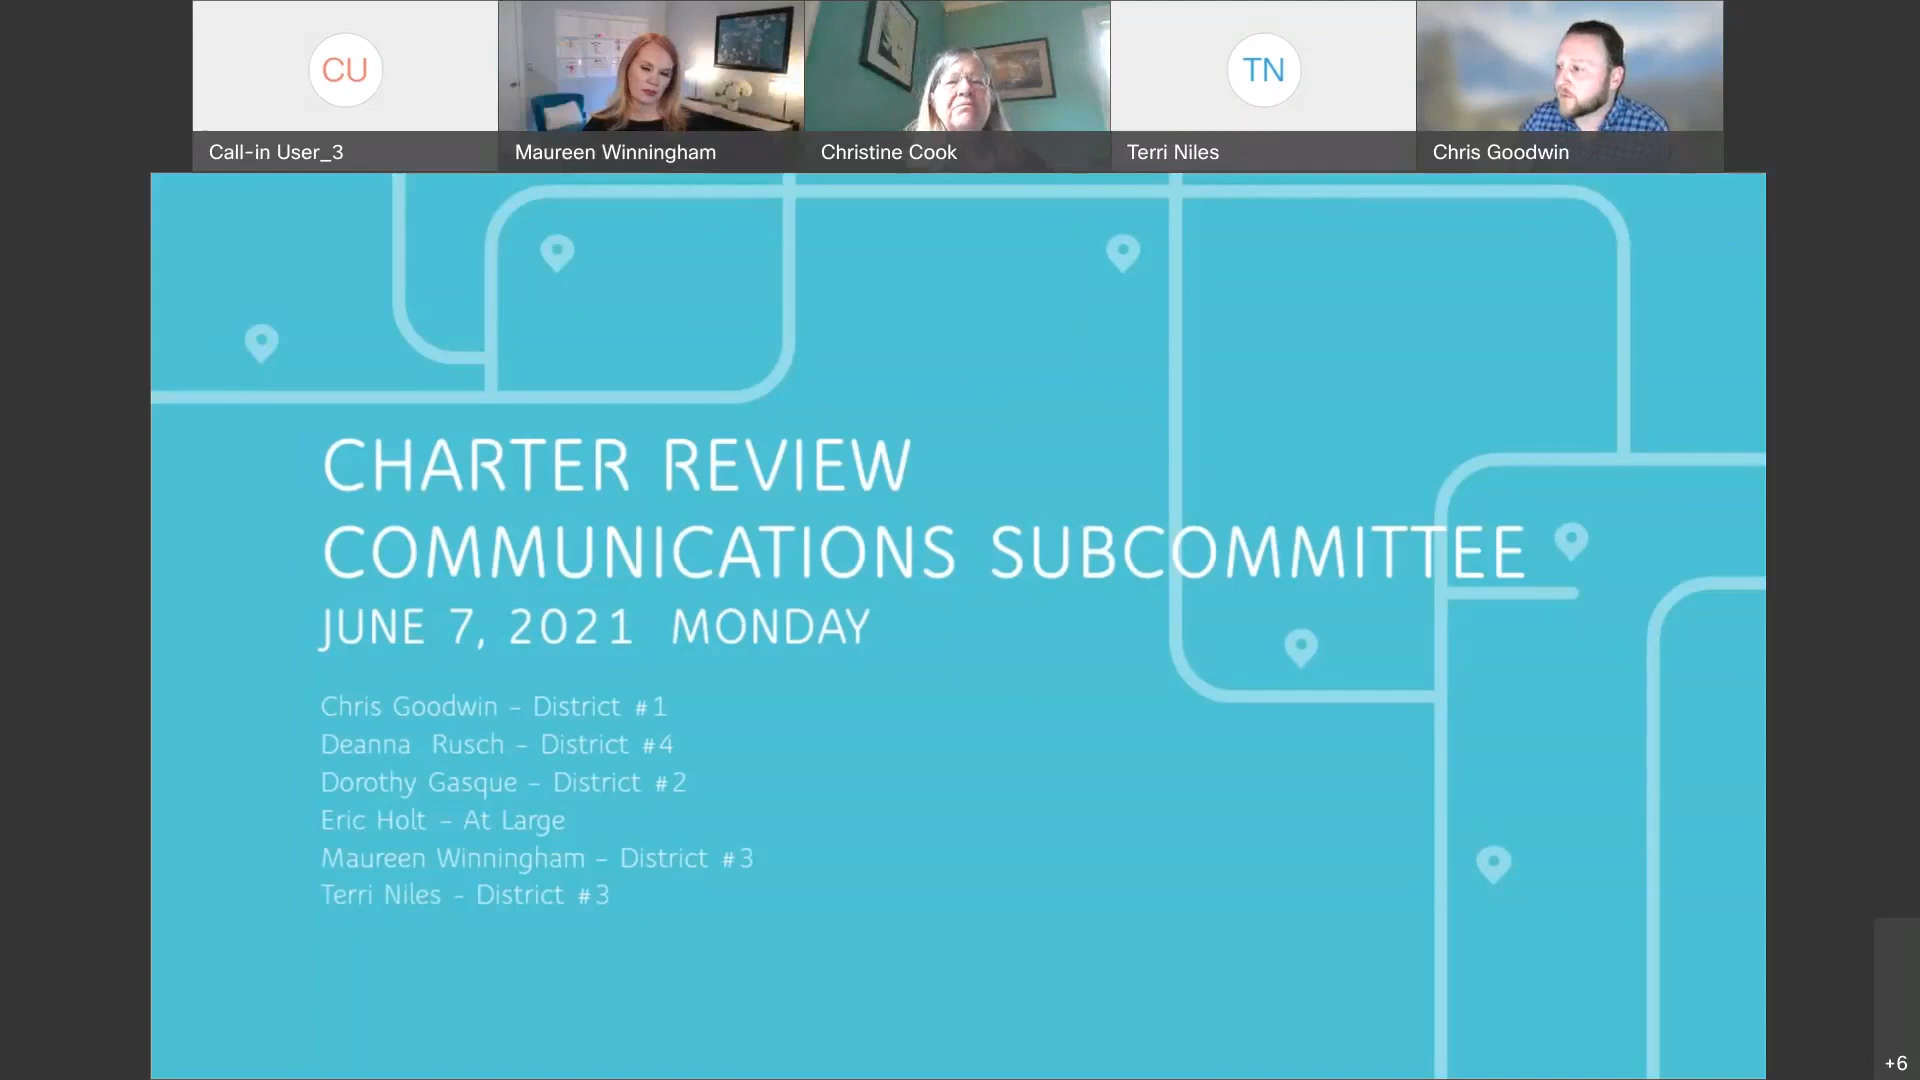 CU
TN
Call-in User_3
Maureen Winningham
Christine Cook
Terri Niles
Chris Goodwin
CHARTER REVIEW
COMMUNICATIONS SUBCOMMITTEE
JUNE 7, 2021 MONDAY
Chris Goodwin – District #1
Deanna Rusch – District #4
Dorothy Gasque – District #2
Eric Holt – At Large
Maureen Winningham – District #3
Terri Niles - District #3
+6